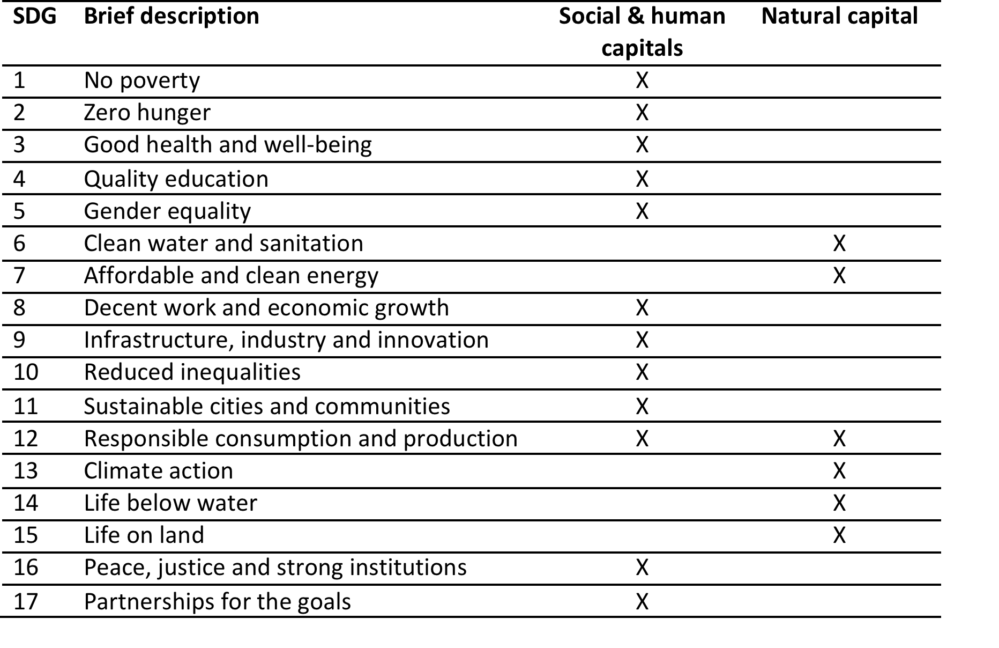 SDG Brief description Social & human Natural capital
capitals
1 No poverty X
2 Zero hunger X
3 Good health and well-being X
4 Quality education X
5 Gender equality X
6 Clean water and sanitation X
7 Affordable and clean energy X
8 Decent work and economic growth X
9 Infrastructure, industry and innovation X
10 Reduced inequalities X
11 Sustainable cities and communities X
12 Responsible consumption and production X X
13 Climate action X
14 Life below water X
15 Life on land X
16 Peace, justice and strong institutions X
17 Partnerships for the goals X